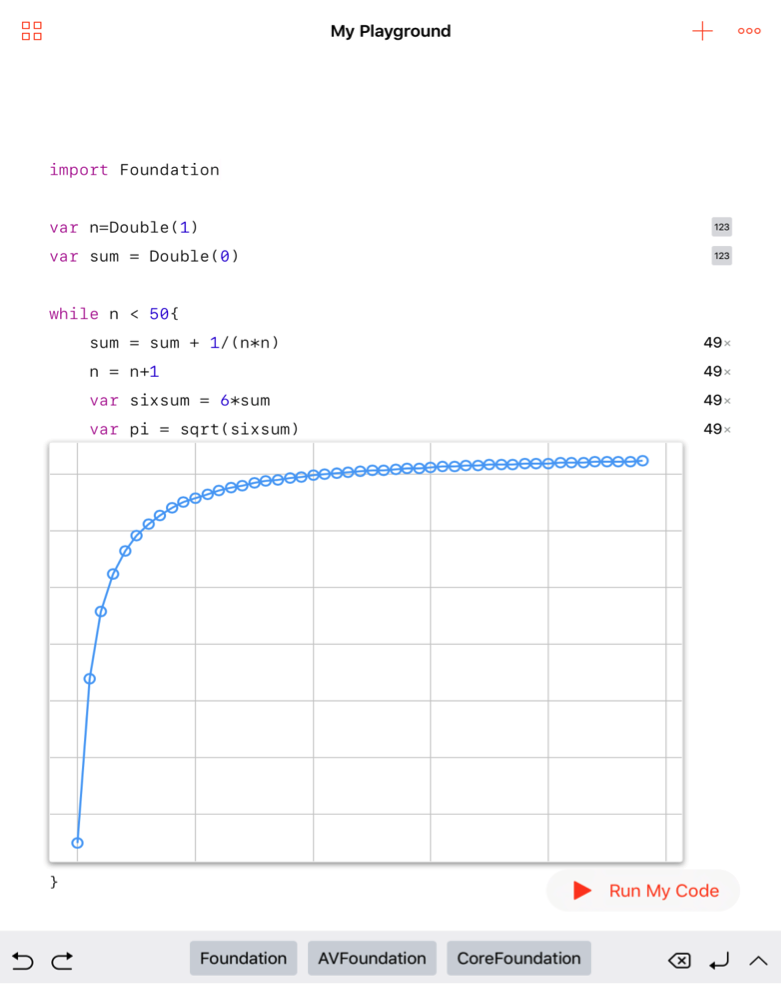 My Playground
import Foundation
var n=Double(1)
123
var sum = Double(0)
123
while n < 50{
sum = sum + 1/(n*n)
49×
n = n+1
49×
var sixsum = 6*sum
49×
var pi = sqrt(sixsum)
49×
}
Run My Code
Foundation
AVFoundation
CoreFoundation